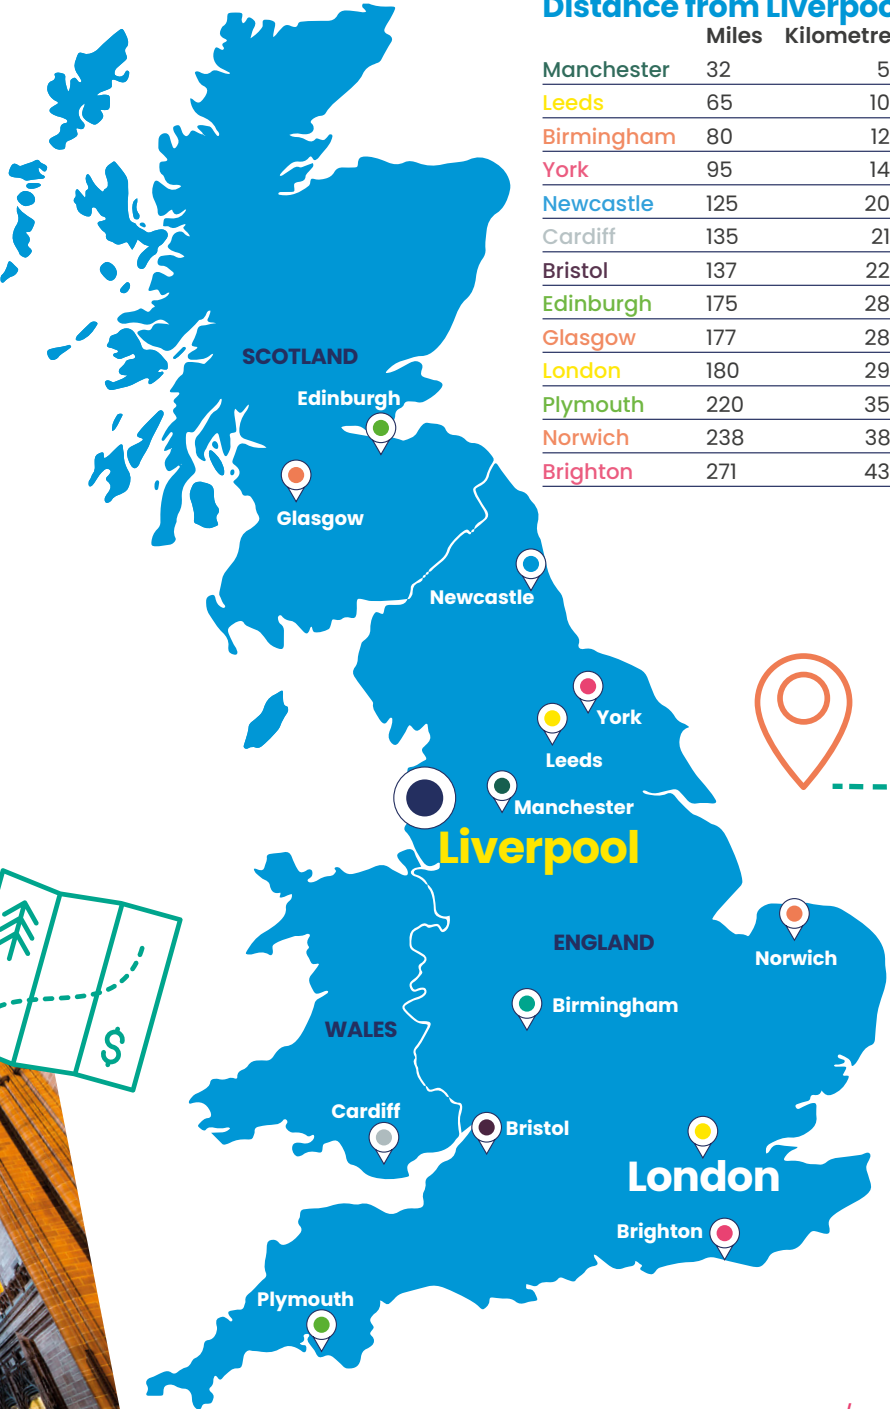 Distance from Liverpoo
Miles Kilometre
Manchester 32 5
Leeds 65 10
Birmingham 80 12
York 95 14
Newcastle 125 20
Cardiff 135 21
Bristol 137 22
Edinburgh 175 28
Glasgow 177 28
London 180 29
Plymouth 220 35
Norwich 238 38
Brighton 271 43
SCOTLAND
Edinburgh
Glasgow
Newcastle
York
Leeds
Manchester
Liverpool
ENGLAND
Norwich
Birmingham
WALES
$
Cardiff
Bristol
London
Brighton
Plymouth